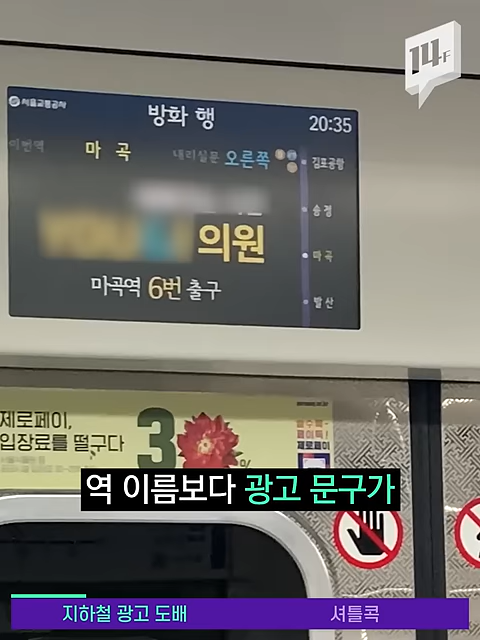 14F
서울교통공사
방화 행
20:35
이번역
마 곡
내리실문 오른쪽
김포공항
송정
마곡
발산
의원
마곡역 6번 출구
제로페이,
입장료를 떨구다
3
역 이름보다 광고 문구가
지하철 광고 도배
셔틀콕